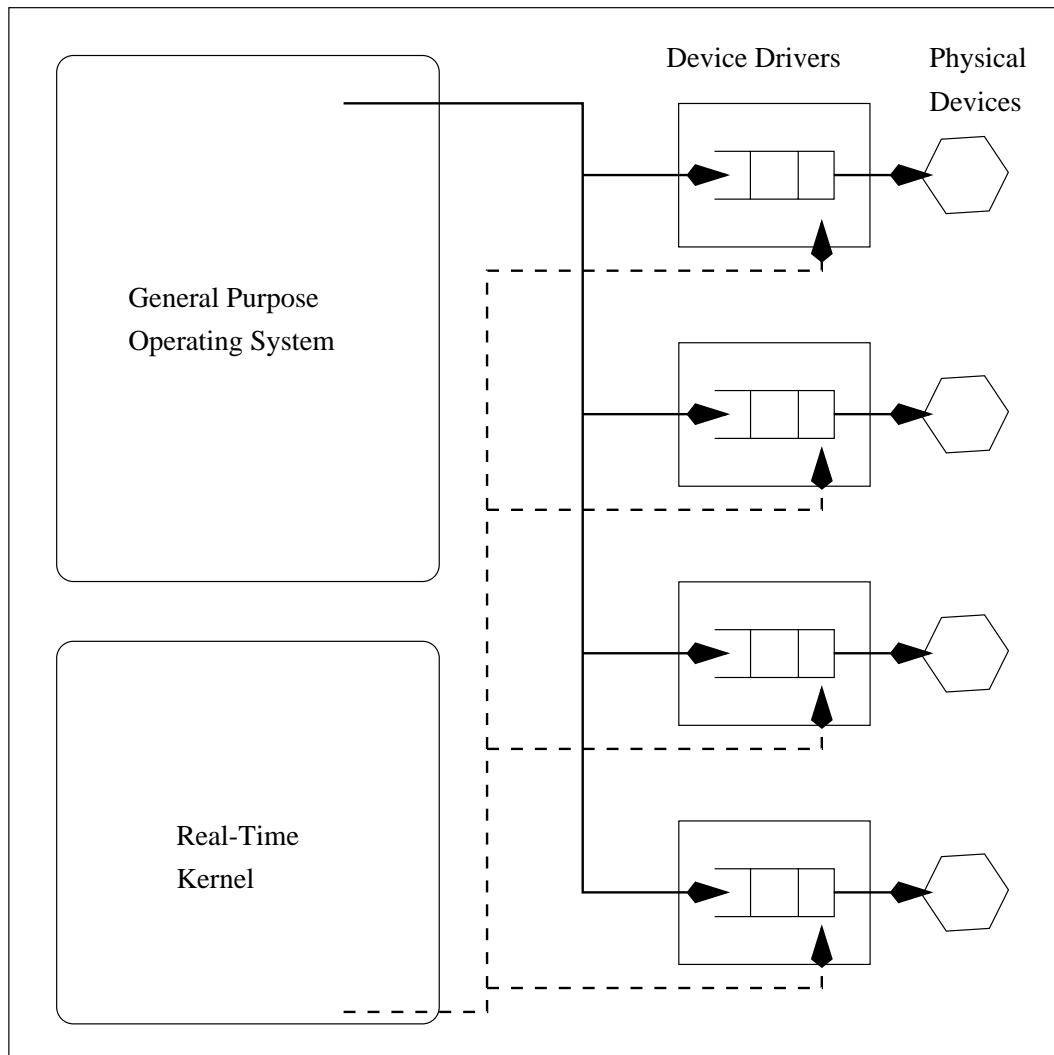 Device Drivers
Physical
Devices
General Purpose
Operating System
Real-Time
Kernel